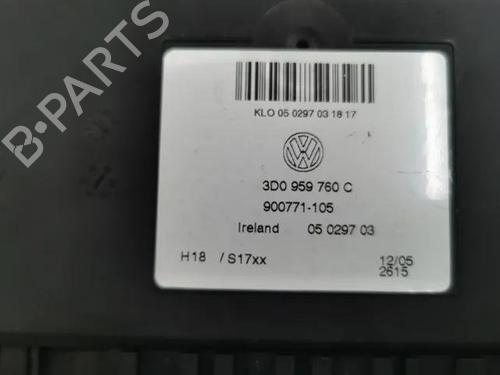 B-PARTS
KLO 05 0297 03 18 17
VW
3D0 959 760 C
900771-105
Ireland 05 0297 03
H18 / S17xx
12/05
2615